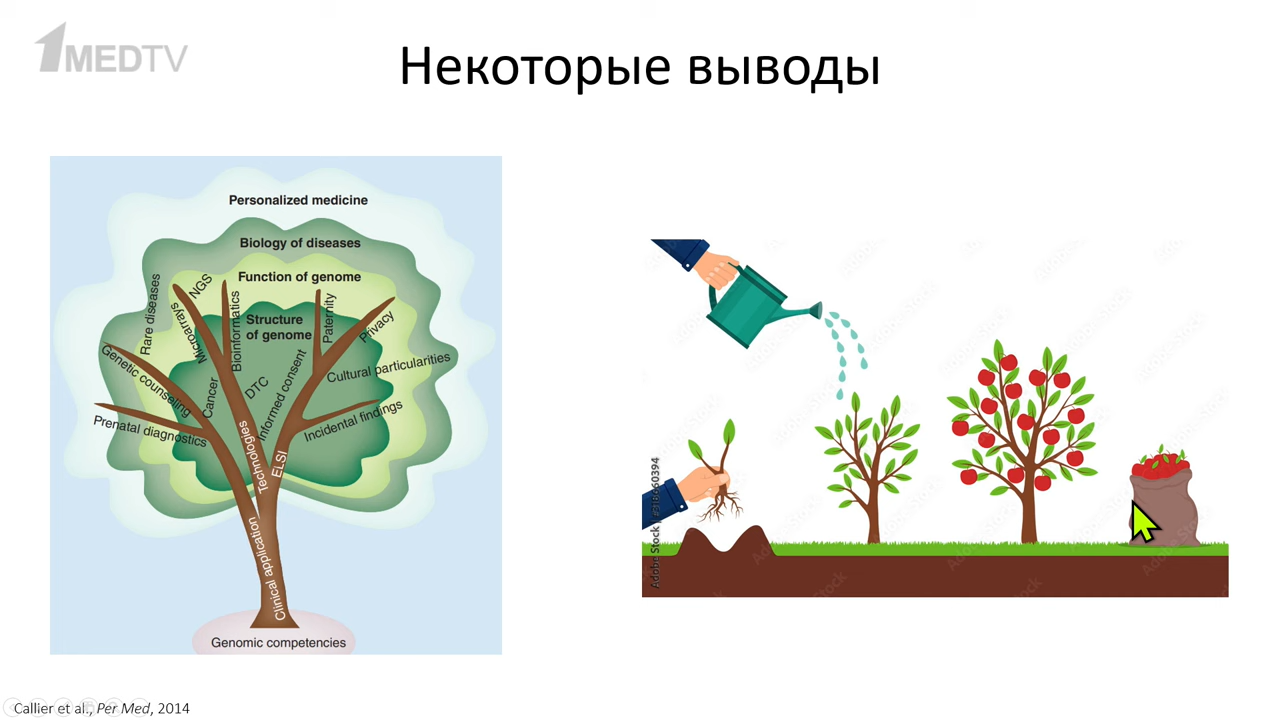 1MEDTV
Некоторые выводы
Personalized medicine
Biology of diseases
Function of genome
Structure
of genome
Rare diseases
NGS
Microarrays
Bioinformatics
Paternity
Privacy
Genetic counseling
Cancer
DTC
Informed consent
Cultural particularities
Prenatal diagnostics
Incidental findings
Technologies
ELSI
Clinical application
Genomic competencies
Adobe Stock
Callier et al., Per Med, 2014